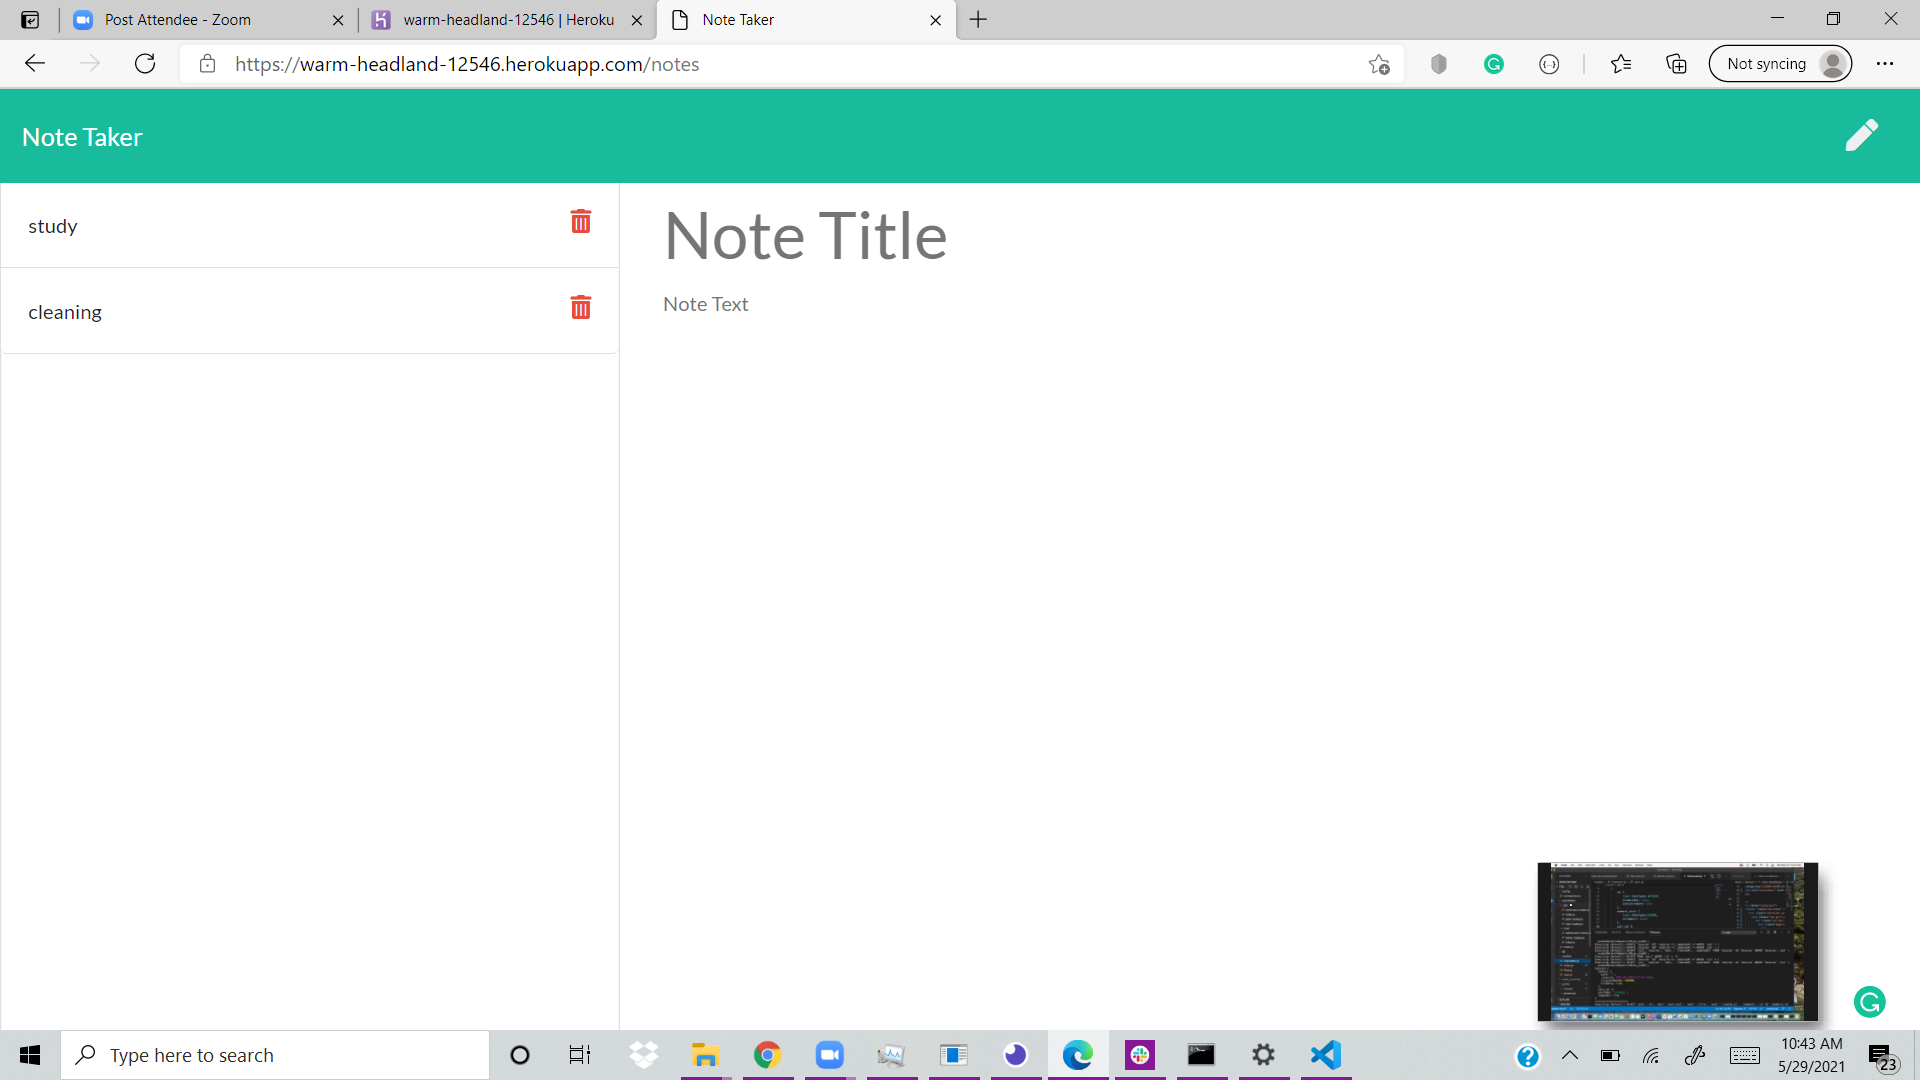 Post Attendee - Zoom
warm-headland-12546 | Heroku
Note Taker
https://warm-headland-12546.herokuapp.com/notes
Not syncing
Note Taker
study
Note Title
Note Text
cleaning
Type here to search
10:43 AM
5/29/2021
23